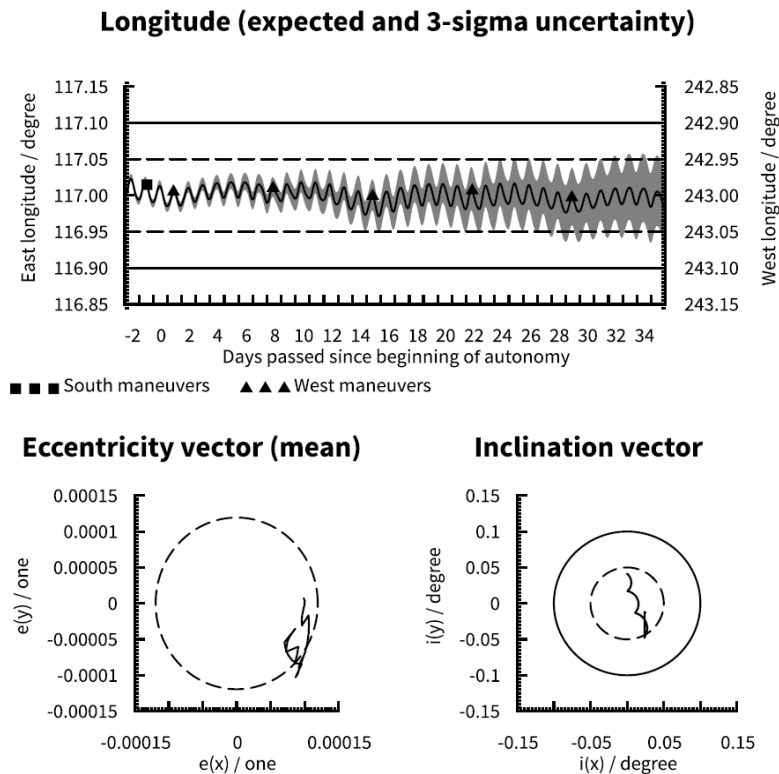 Longitude (expected and 3-sigma uncertainty)
East longitude / degree
117.15
117.10
117.05
117.00
116.95
116.90
116.85
242.85
242.90
242.95
243.00
243.05
243.10
243.15
West longitude / degree
-2 0 2 4 6 8 10 12 14 16 18 20 22 24 26 28 30 32 34
Days passed since beginning of autonomy
South maneuvers West maneuvers
Eccentricity vector (mean)
e(y) / one
0.00015
0.0001
0.00005
0
-0.00005
-0.0001
-0.00015
-0.00015 0 0.00015
e(x) / one
Inclination vector
i(y) / degree
0.15
0.1
0.05
0
-0.05
-0.1
-0.15
-0.15 -0.05 0.05 0.15
i(x) / degree